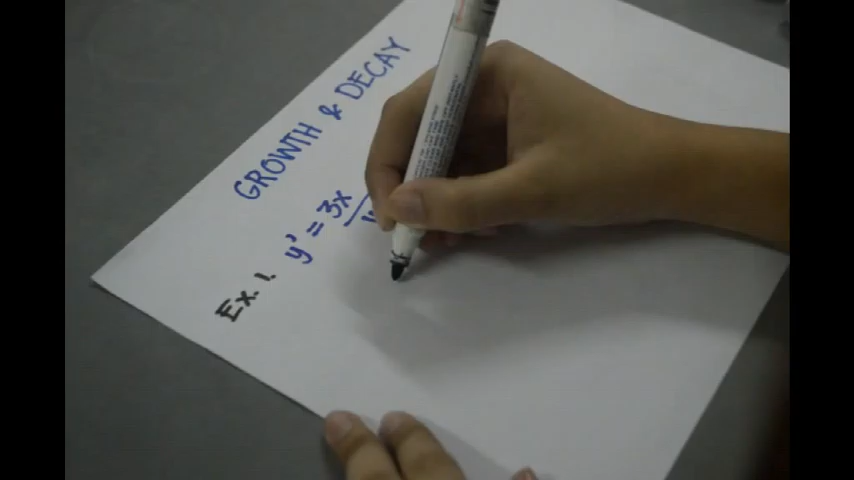 GROWTH & DECAY
Ex. 1. y' = 3x